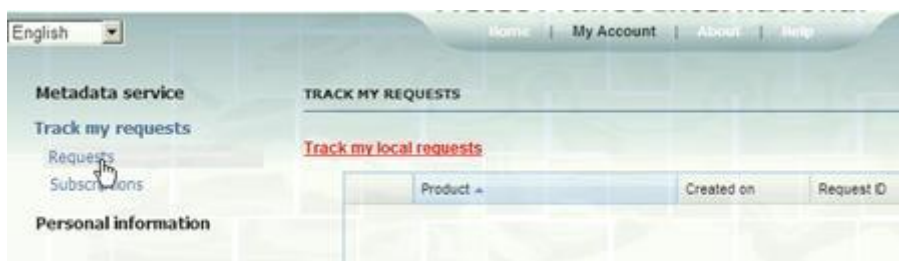 English
Home | My Account | About | Help
Metadata service
Track my requests
Requests
Subscriptions
Personal information
TRACK MY REQUESTS
Track my local requests
Product
Created on
Request ID